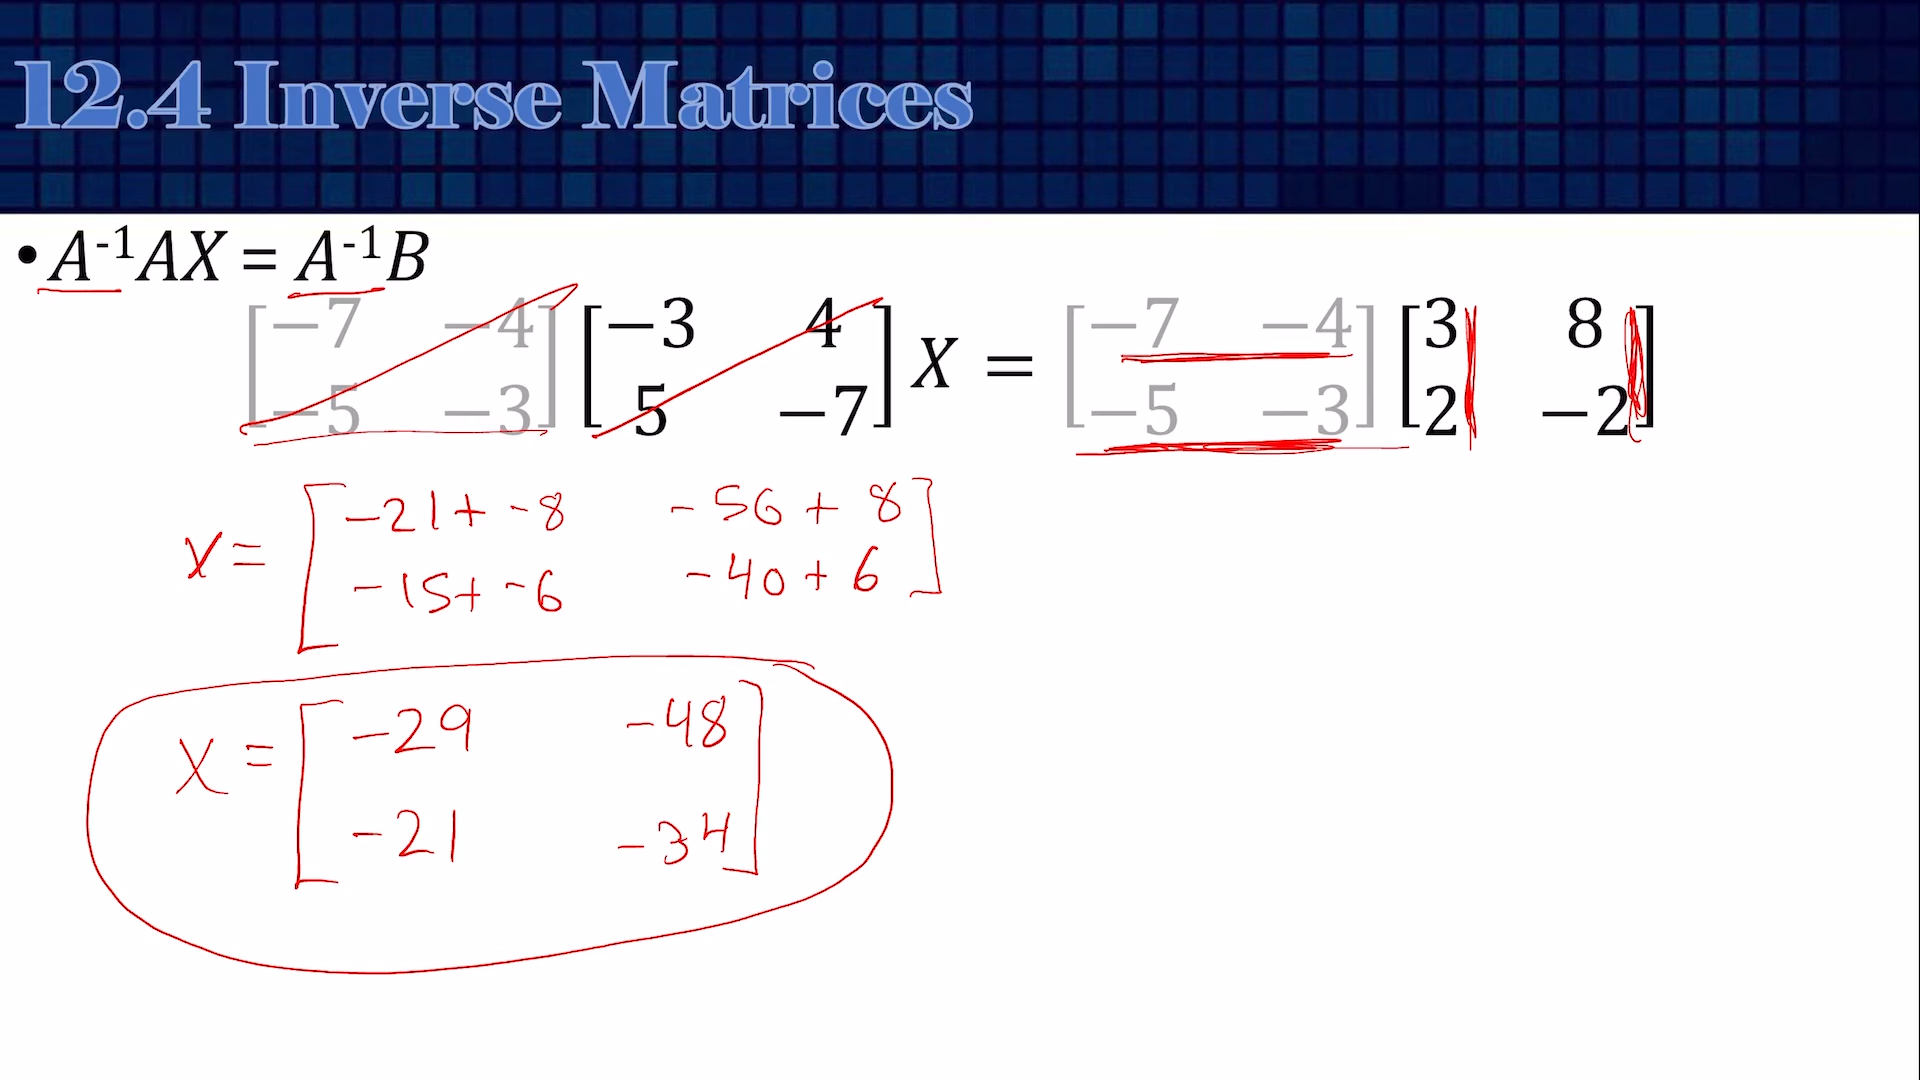 12.4 Inverse Matrices
• A⁻¹AX = A⁻¹B
[−7 −4 [−3 4 X = [−7 −4 [3 8
−5 −3] 5 −7] −5 −3] 2 −2]
x = [-21+-8 -56+8
-15+-6 -40+6]
x = [-29 -48
-21 -34]